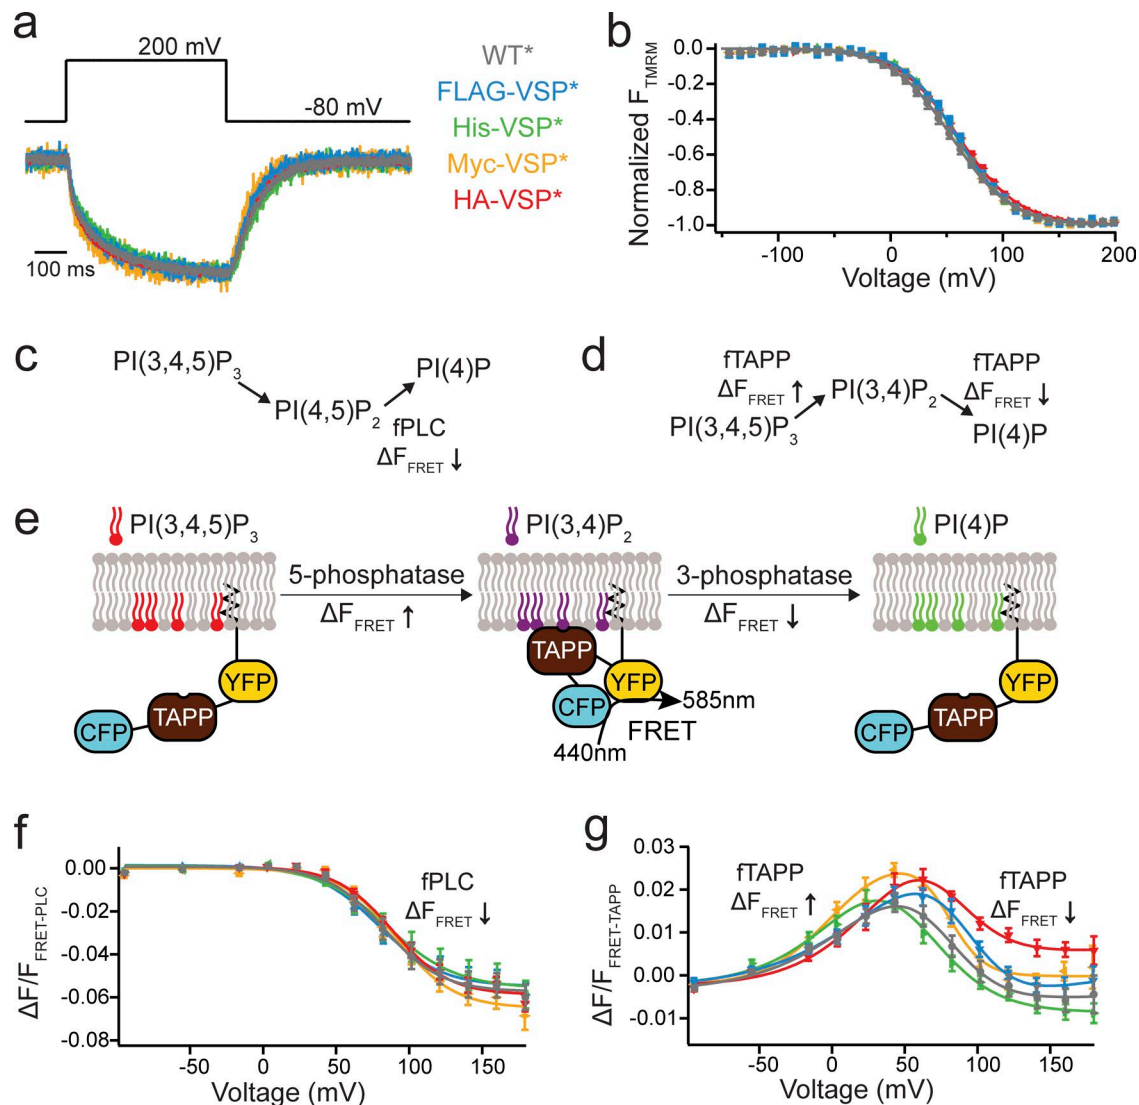 a
200 mV
-80 mV
100 ms
WT*
FLAG-VSP*
His-VSP*
Myc-VSP*
HA-VSP*
b
Normalized F_TMRM
0.0
-0.2
-0.4
-0.6
-0.8
-1.0
-100 0 100 200
Voltage (mV)
c
PI(3,4,5)P3
PI(4,5)P2
PI(4)P
fPLC
ΔF_FRET ↓
d
fTAPP
ΔF_FRET ↑
PI(3,4,5)P3
PI(3,4)P2
fTAPP
ΔF_FRET ↓
PI(4)P
e
PI(3,4,5)P3
5-phosphatase
ΔF_FRET ↑
PI(3,4)P2
3-phosphatase
ΔF_FRET ↓
PI(4)P
CFP
TAPP
YFP
TAPP
CFP
YFP
585nm
FRET
440nm
CFP
TAPP
YFP
f
ΔF/F_FRET-PLC
0.00
-0.02
-0.04
-0.06
-0.08
fPLC
ΔF_FRET ↓
-50 0 50 100 150
Voltage (mV)
g
ΔF/F_FRET-TAPP
0.03
0.02
0.01
0.00
-0.01
fTAPP
ΔF_FRET ↑
fTAPP
ΔF_FRET ↓
-50 0 50 100 150
Voltage (mV)